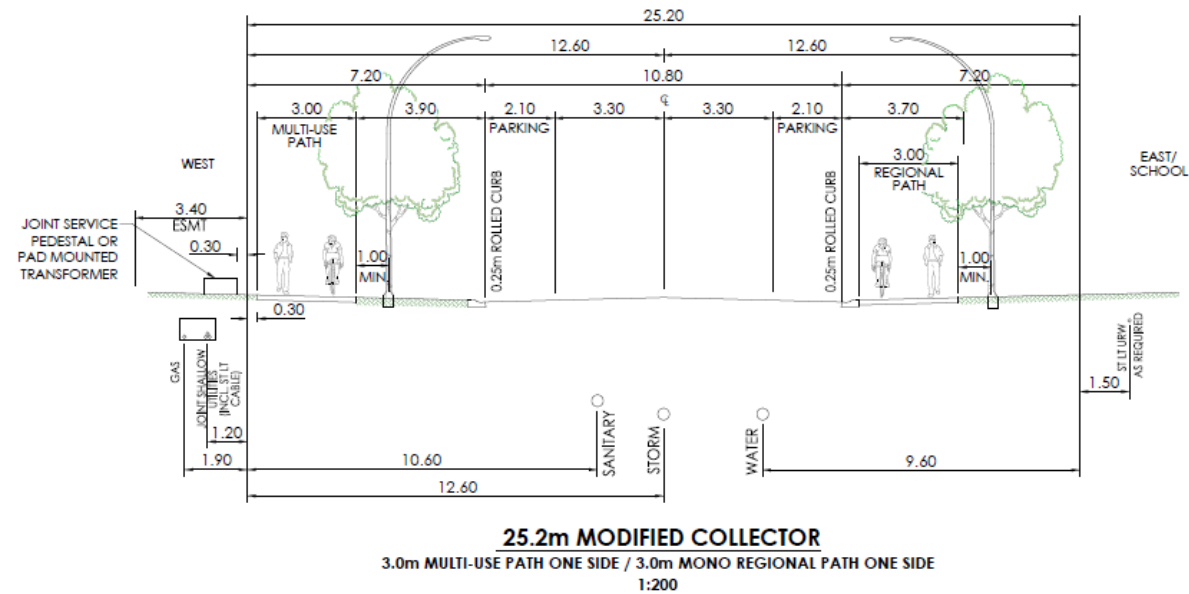 25.20
12.60
12.60
7.20
10.80
7.20
℄
3.00
3.90
2.10
3.30
3.30
2.10
3.70
MULTI-USE
PATH
PARKING
PARKING
WEST
3.00
REGIONAL
PATH
EAST/
SCHOOL
0.25m ROLLED CURB
0.25m ROLLED CURB
3.40
ESMT
JOINT SERVICE
PEDESTAL OR
PAD MOUNTED
TRANSFORMER
0.30
1.00
MIN.
1.00
MIN.
0.30
GAS
JOINT SHALLOW
UTILITIES
(INCL. ST LT
CABLE)
ST LT URW
AS REQUIRED
1.50
1.20
1.90
SANITARY
STORM
WATER
10.60
9.60
12.60
25.2m MODIFIED COLLECTOR
3.0m MULTI-USE PATH ONE SIDE / 3.0m MONO REGIONAL PATH ONE SIDE
1:200